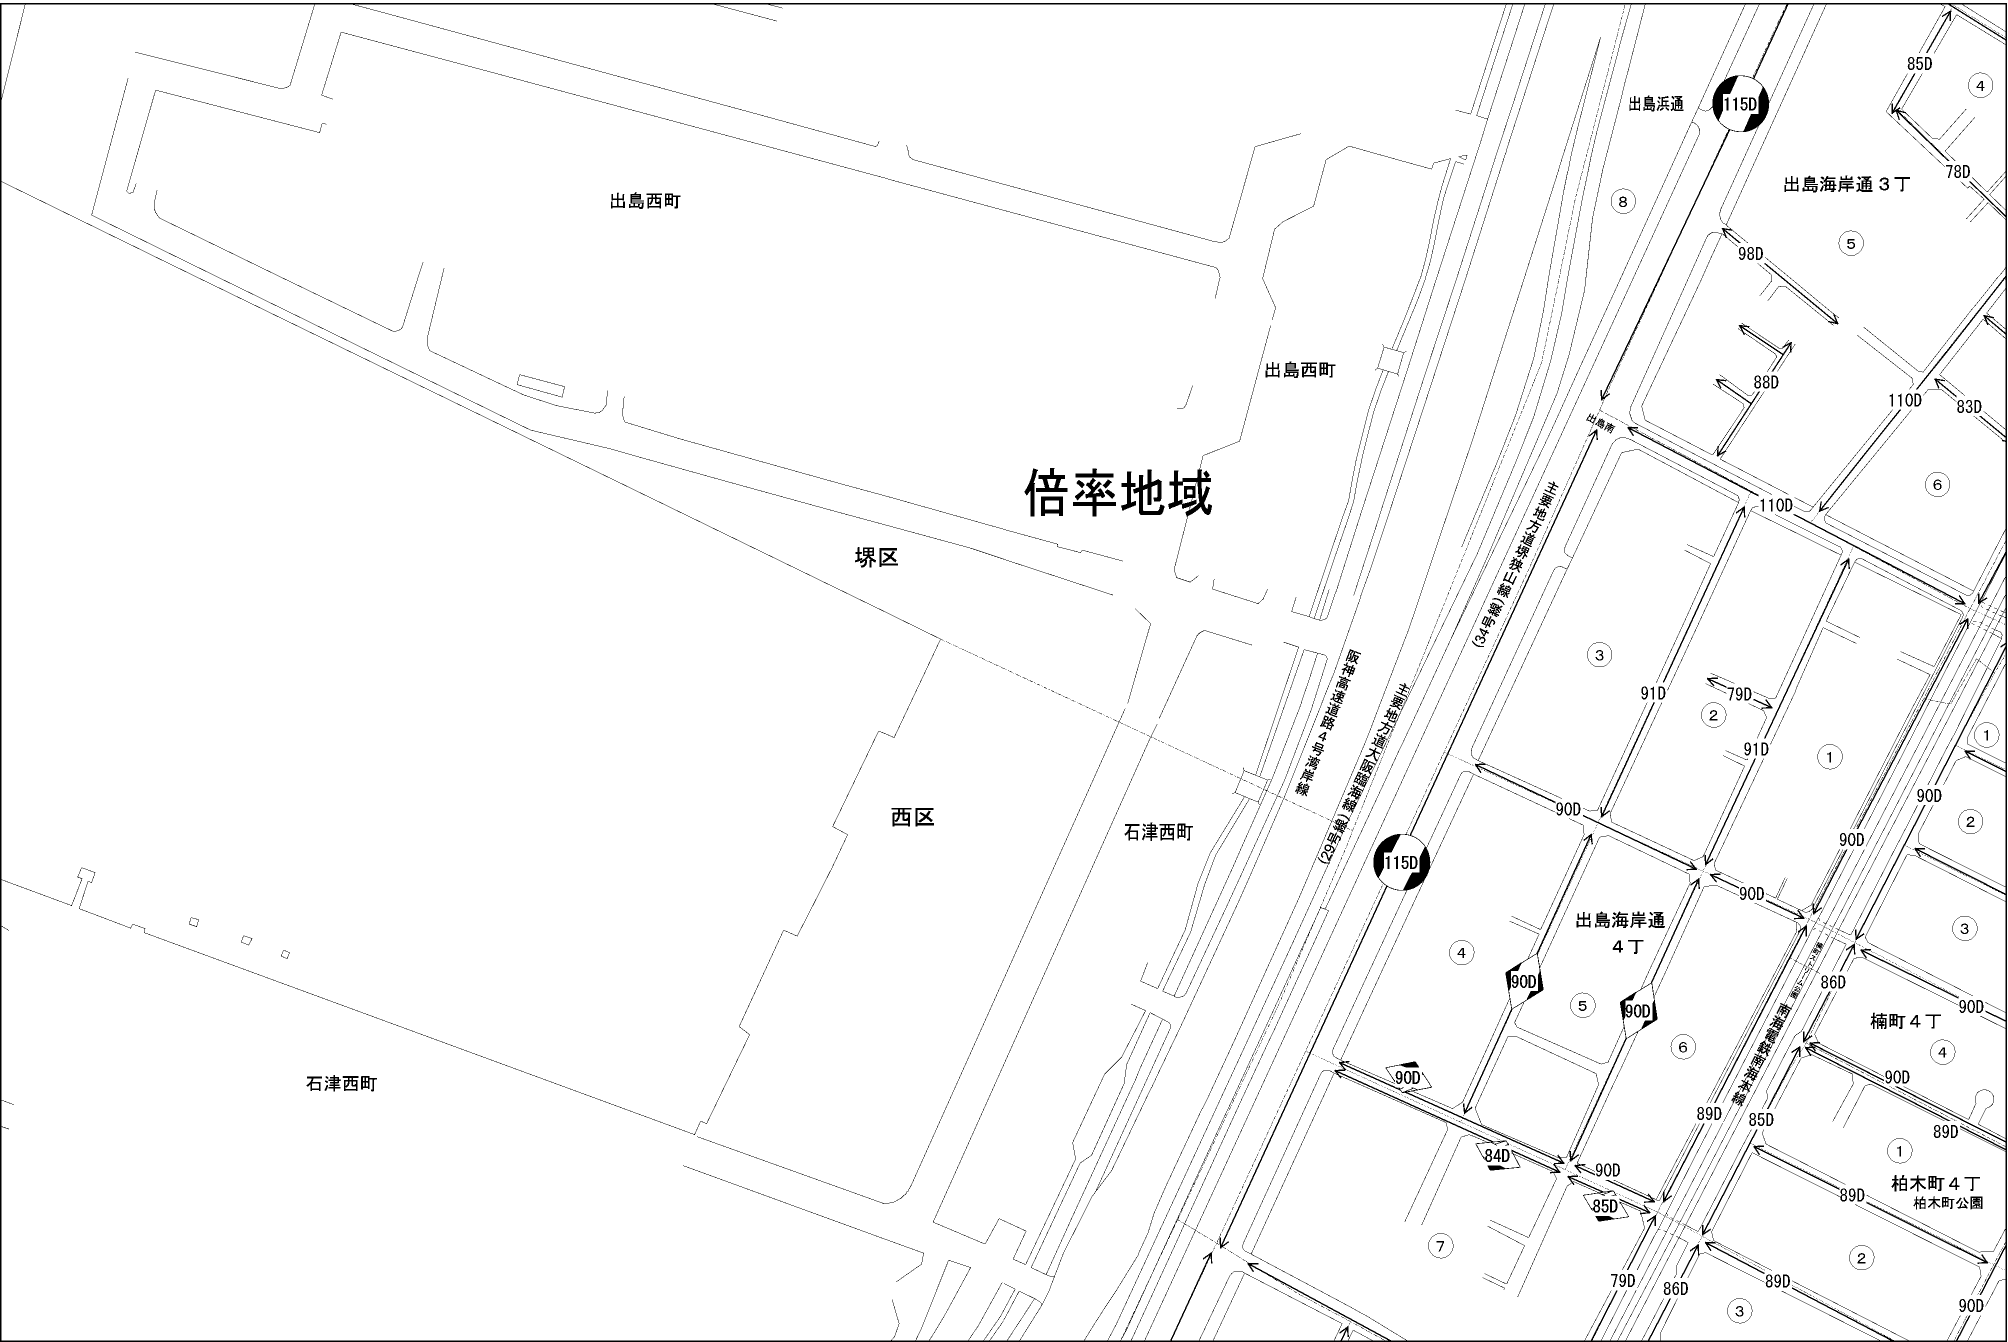 85D
4
出島浜通
115D
78D
出島海岸通３丁
8
出島西町
5
98D
出島西町
88D
110D
83D
出島南
6
倍率地域
110D
主要地方道堺狭山線
(34号線)
堺区
3
阪神高速道路４号湾岸線
主要地方道大阪臨海線
(29号線)
91D
79D
2
1
91D
1
90D
90D
西区
石津西町
2
90D
90D
115D
出島海岸通
４丁
3
4
90D
90D
5
86D
90D
楠町４丁
南海電鉄南海本線
6
4
石津西町
90D
90D
89D
85D
89D
84D
90D
1
柏木町４丁
柏木町公園
89D
85D
7
2
79D
86D
89D
3
90D